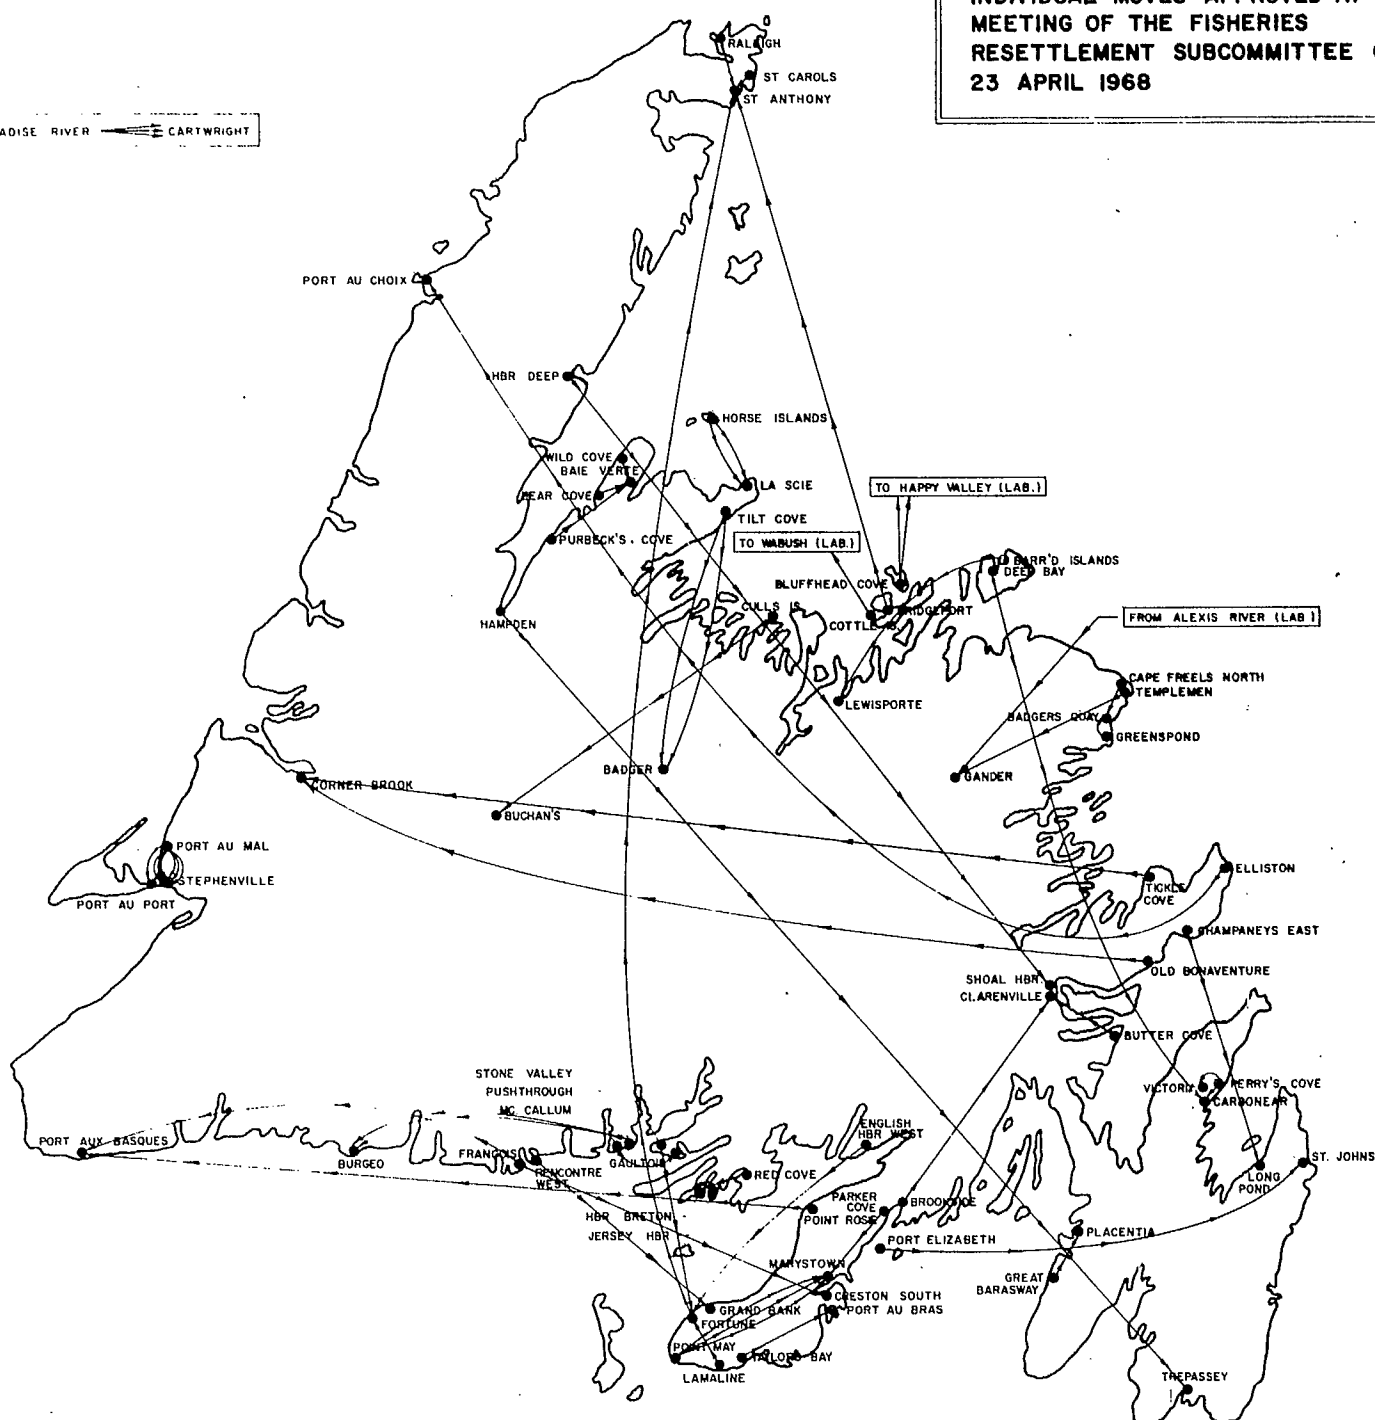 MEETING OF THE FISHERIES
RESETTLEMENT SUBCOMMITTEE
23 APRIL 1968
RALEIGH
ST CAROLS
ST ANTHONY
RIVER
CARTWRIGHT
PORT AU CHOIX
HBR DEEP
HORSE ISLANDS
WILD COVE
BAIE VERTE
LA SCIE
TO HAPPY VALLEY (LAB.)
BEAR COVE
TILT COVE
PURBECK'S COVE
TO WABUSH (LAB.)
BARR'D ISLANDS
DEEP BAY
BLUFFHEAD COVE
CULLS IS.
BRIDGEPORT
HAMPDEN
COTTLE IS.
FROM ALEXIS RIVER (LAB)
CAPE FREELS NORTH
TEMPLEMEN
LEWISPORTE
BADGERS QUAY
GREENSPOND
BADGER
GANDER
CORNER BROOK
BUCHAN'S
PORT AU MAL
STEPHENVILLE
PORT AU PORT
ELLISTON
TICKLE
COVE
CHAMPANEYS EAST
OLD BONAVENTURE
SHOAL HBR.
CLARENVILLE
BUTTER COVE
STONE VALLEY
PUSHTHROUGH
MC CALLUM
VICTORIA
PERRY'S COVE
CARBONEAR
ENGLISH
HBR WEST
PORT AUX BASQUES
BURGEO
FRANCOIS
GAULTOIS
RENCONTRE
WEST
RED COVE
LONG
POND
ST. JOHNS
PARKER
COVE
BROOKSIDE
POINT ROSIE
HBR BRETON
JERSEY HBR
PORT ELIZABETH
PLACENTIA
MARYSTOWN
GREAT
BARASWAY
CRESTON SOUTH
GRAND BANK
PORT AU BRAS
FORTUNE
POINT MAY
TAYLORS BAY
LAMALINE
TREPASSEY